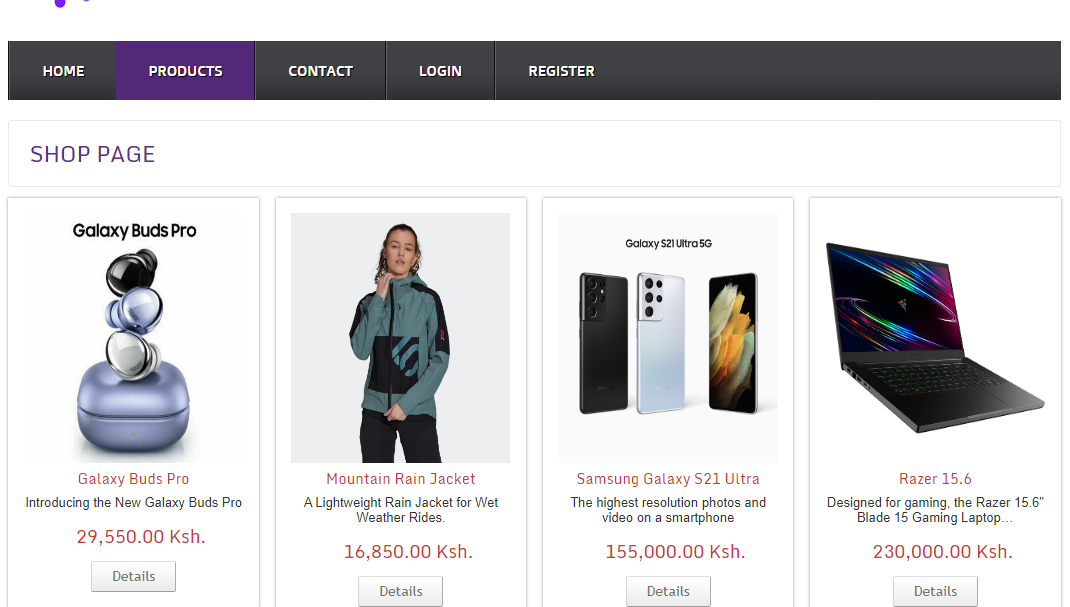 HOME PRODUCTS CONTACT LOGIN REGISTER
SHOP PAGE
Galaxy Buds Pro
Galaxy Buds Pro
Introducing the New Galaxy Buds Pro
29,550.00 Ksh.
Details
Mountain Rain Jacket
A Lightweight Rain Jacket for Wet
Weather Rides.
16,850.00 Ksh.
Details
Galaxy S21 Ultra 5G
Samsung Galaxy S21 Ultra
The highest resolution photos and
video on a smartphone
155,000.00 Ksh.
Details
Razer 15.6
Designed for gaming, the Razer 15.6"
Blade 15 Gaming Laptop...
230,000.00 Ksh.
Details